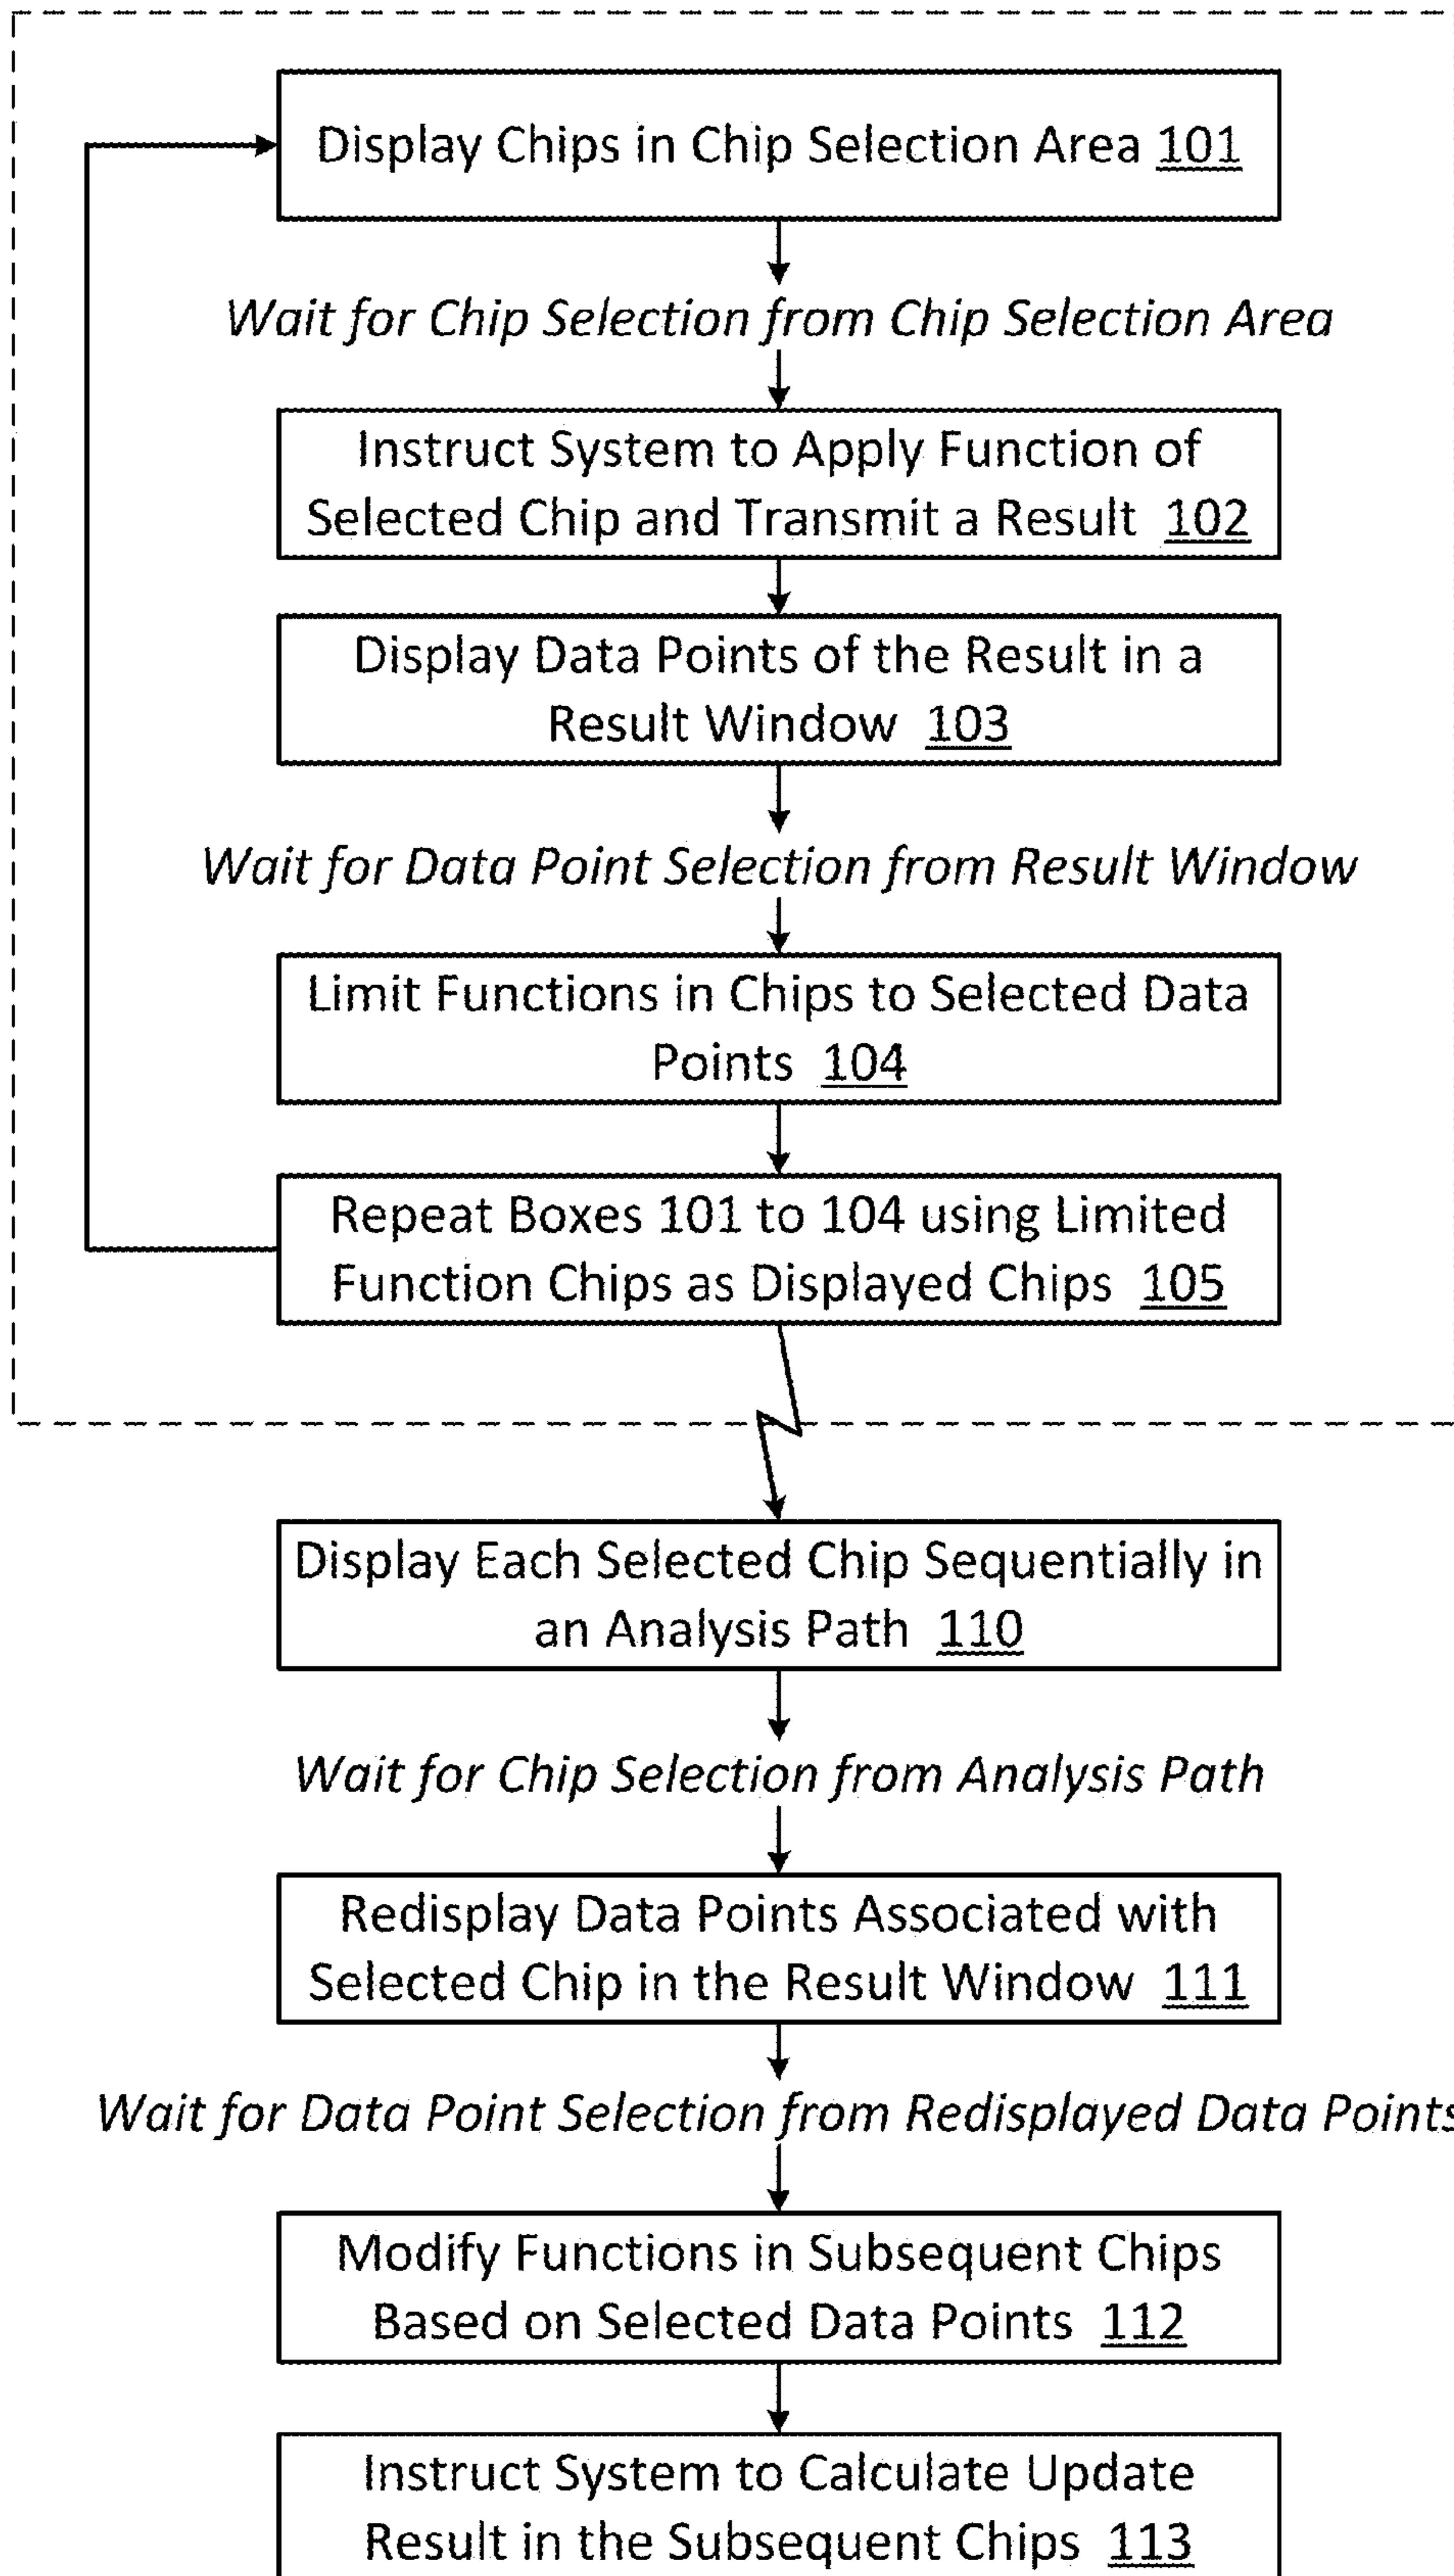 Display Chips in Chip Selection Area 101
Wait for Chip Selection from Chip Selection Area
Instruct System to Apply Function of
Selected Chip and Transmit a Result 102
Display Data Points of the Result in a
Result Window 103
Wait for Data Point Selection from Result Window
Limit Functions in Chips to Selected Data
Points 104
Repeat Boxes 101 to 104 using Limited
Function Chips as Displayed Chips 105
Display Each Selected Chip Sequentially in
an Analysis Path 110
Wait for Chip Selection from Analysis Path
Redisplay Data Points Associated with
Selected Chip in the Result Window 111
Wait for Data Point Selection from Redisplayed Data Points
Modify Functions in Subsequent Chips
Based on Selected Data Points 112
Instruct System to Calculate Update
Result in the Subsequent Chips 113